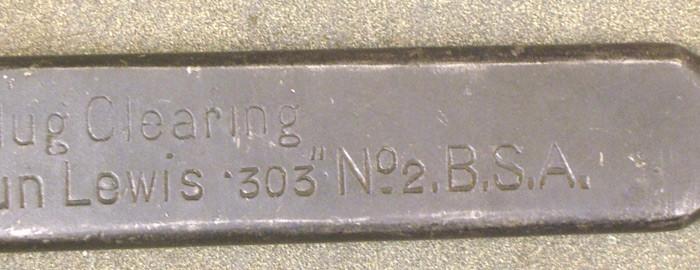 lug Clearing
un Lewis ·303" Nº2.B.S.A.